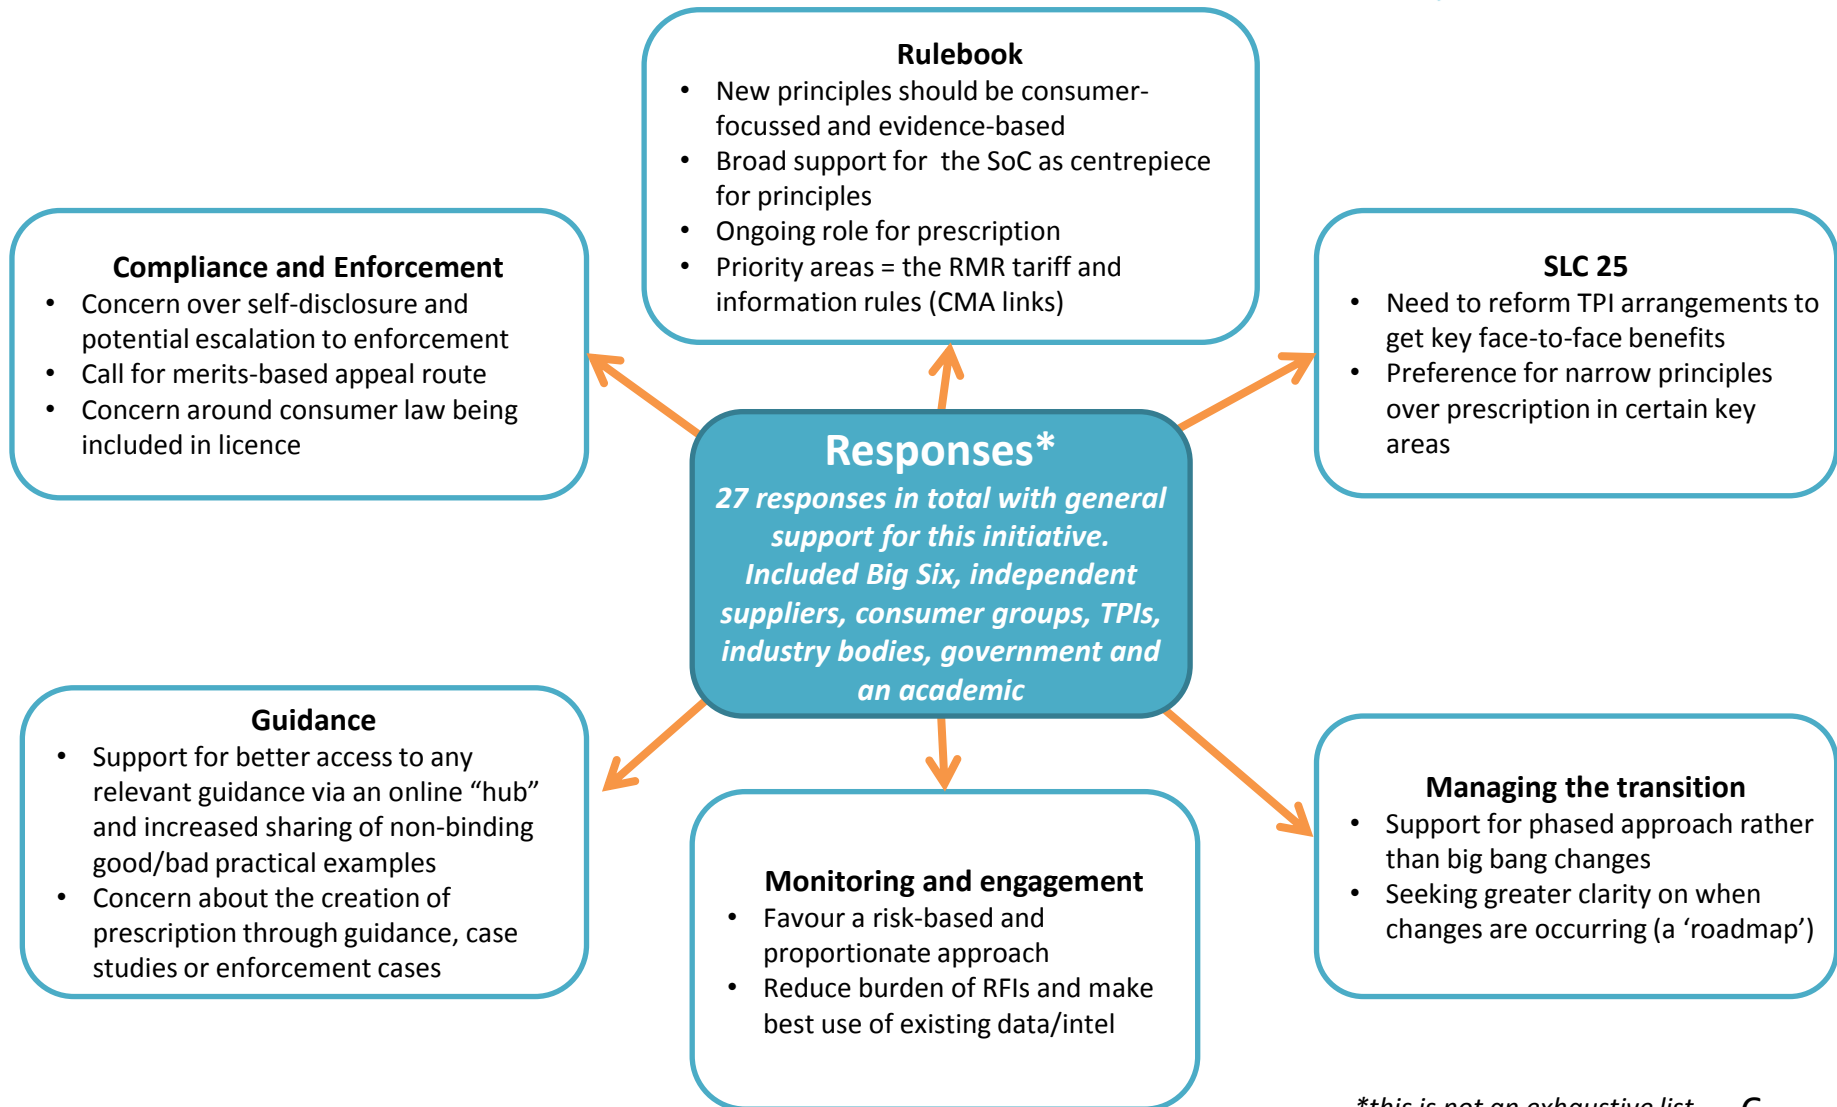 Rulebook
• New principles should be consumer-
focussed and evidence-based
• Broad support for the SoC as centrepiece
for principles
• Ongoing role for prescription
• Priority areas = the RMR tariff and
information rules (CMA links)
Compliance and Enforcement
• Concern over self-disclosure and
potential escalation to enforcement
• Call for merits-based appeal route
• Concern around consumer law being
included in licence
SLC 25
• Need to reform TPI arrangements to
get key face-to-face benefits
• Preference for narrow principles
over prescription in certain key
areas
Responses*
27 responses in total with general
support for this initiative.
Included Big Six, independent
suppliers, consumer groups, TPIs,
industry bodies, government and
an academic
Guidance
• Support for better access to any
relevant guidance via an online “hub”
and increased sharing of non-binding
good/bad practical examples
• Concern about the creation of
prescription through guidance, case
studies or enforcement cases
Monitoring and engagement
• Favour a risk-based and
proportionate approach
• Reduce burden of RFIs and make
best use of existing data/intel
Managing the transition
• Support for phased approach rather
than big bang changes
• Seeking greater clarity on when
changes are occurring (a ‘roadmap’)
*this is not an exhaustive list